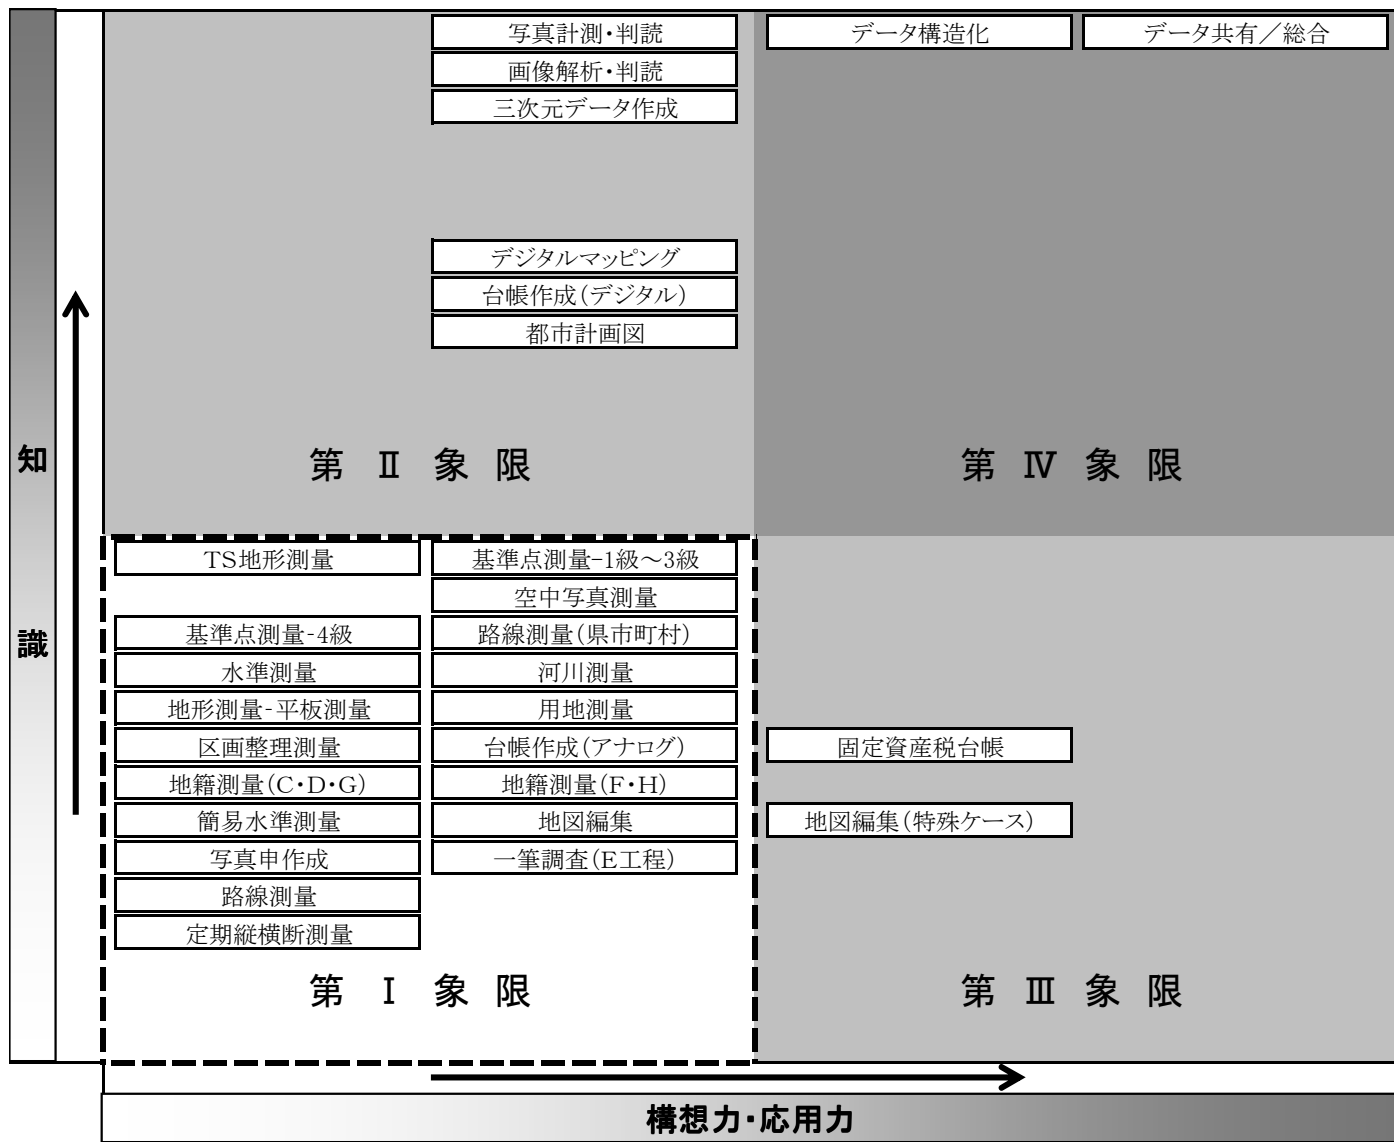 写真計測・判読
データ構造化
データ共有／総合
画像解析・判読
三次元データ作成
デジタルマッピング
台帳作成(デジタル)
都市計画図
知
識
第 Ⅱ 象 限
第 Ⅳ 象 限
TS地形測量
基準点測量-1級～3級
空中写真測量
基準点測量-4級
路線測量(県市町村)
水準測量
河川測量
地形測量-平板測量
用地測量
区画整理測量
台帳作成(アナログ)
固定資産税台帳
地籍測量(C・D・G)
地籍測量(F・H)
簡易水準測量
地図編集
地図編集(特殊ケース)
写真申作成
一筆調査(E工程)
路線測量
定期縦横断測量
第 Ⅰ 象 限
第 Ⅲ 象 限
構想力・応用力